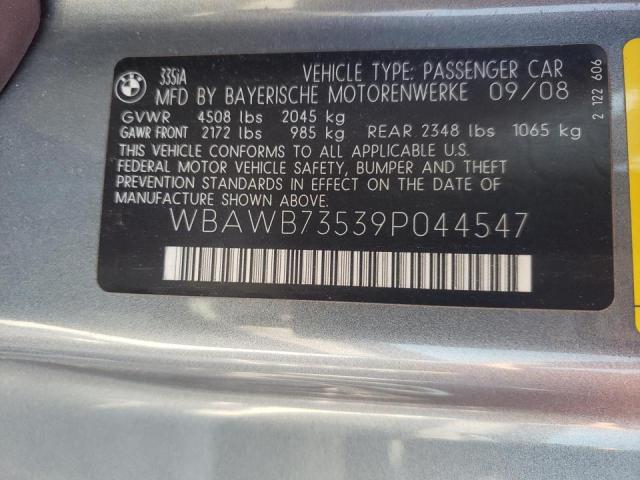 335iA VEHICLE TYPE: PASSENGER CAR
MFD BY BAYERISCHE MOTORENWERKE 09/08
GVWR 4508 lbs 2045 kg
GAWR FRONT 2172 lbs 985 kg REAR 2348 lbs 1065 kg
THIS VEHICLE CONFORMS TO ALL APPLICABLE U.S.
FEDERAL MOTOR VEHICLE SAFETY, BUMPER AND THEFT
PREVENTION STANDARDS IN EFFECT ON THE DATE OF
MANUFACTURE SHOWN ABOVE.
WBAWB73539P044547
2 122 606